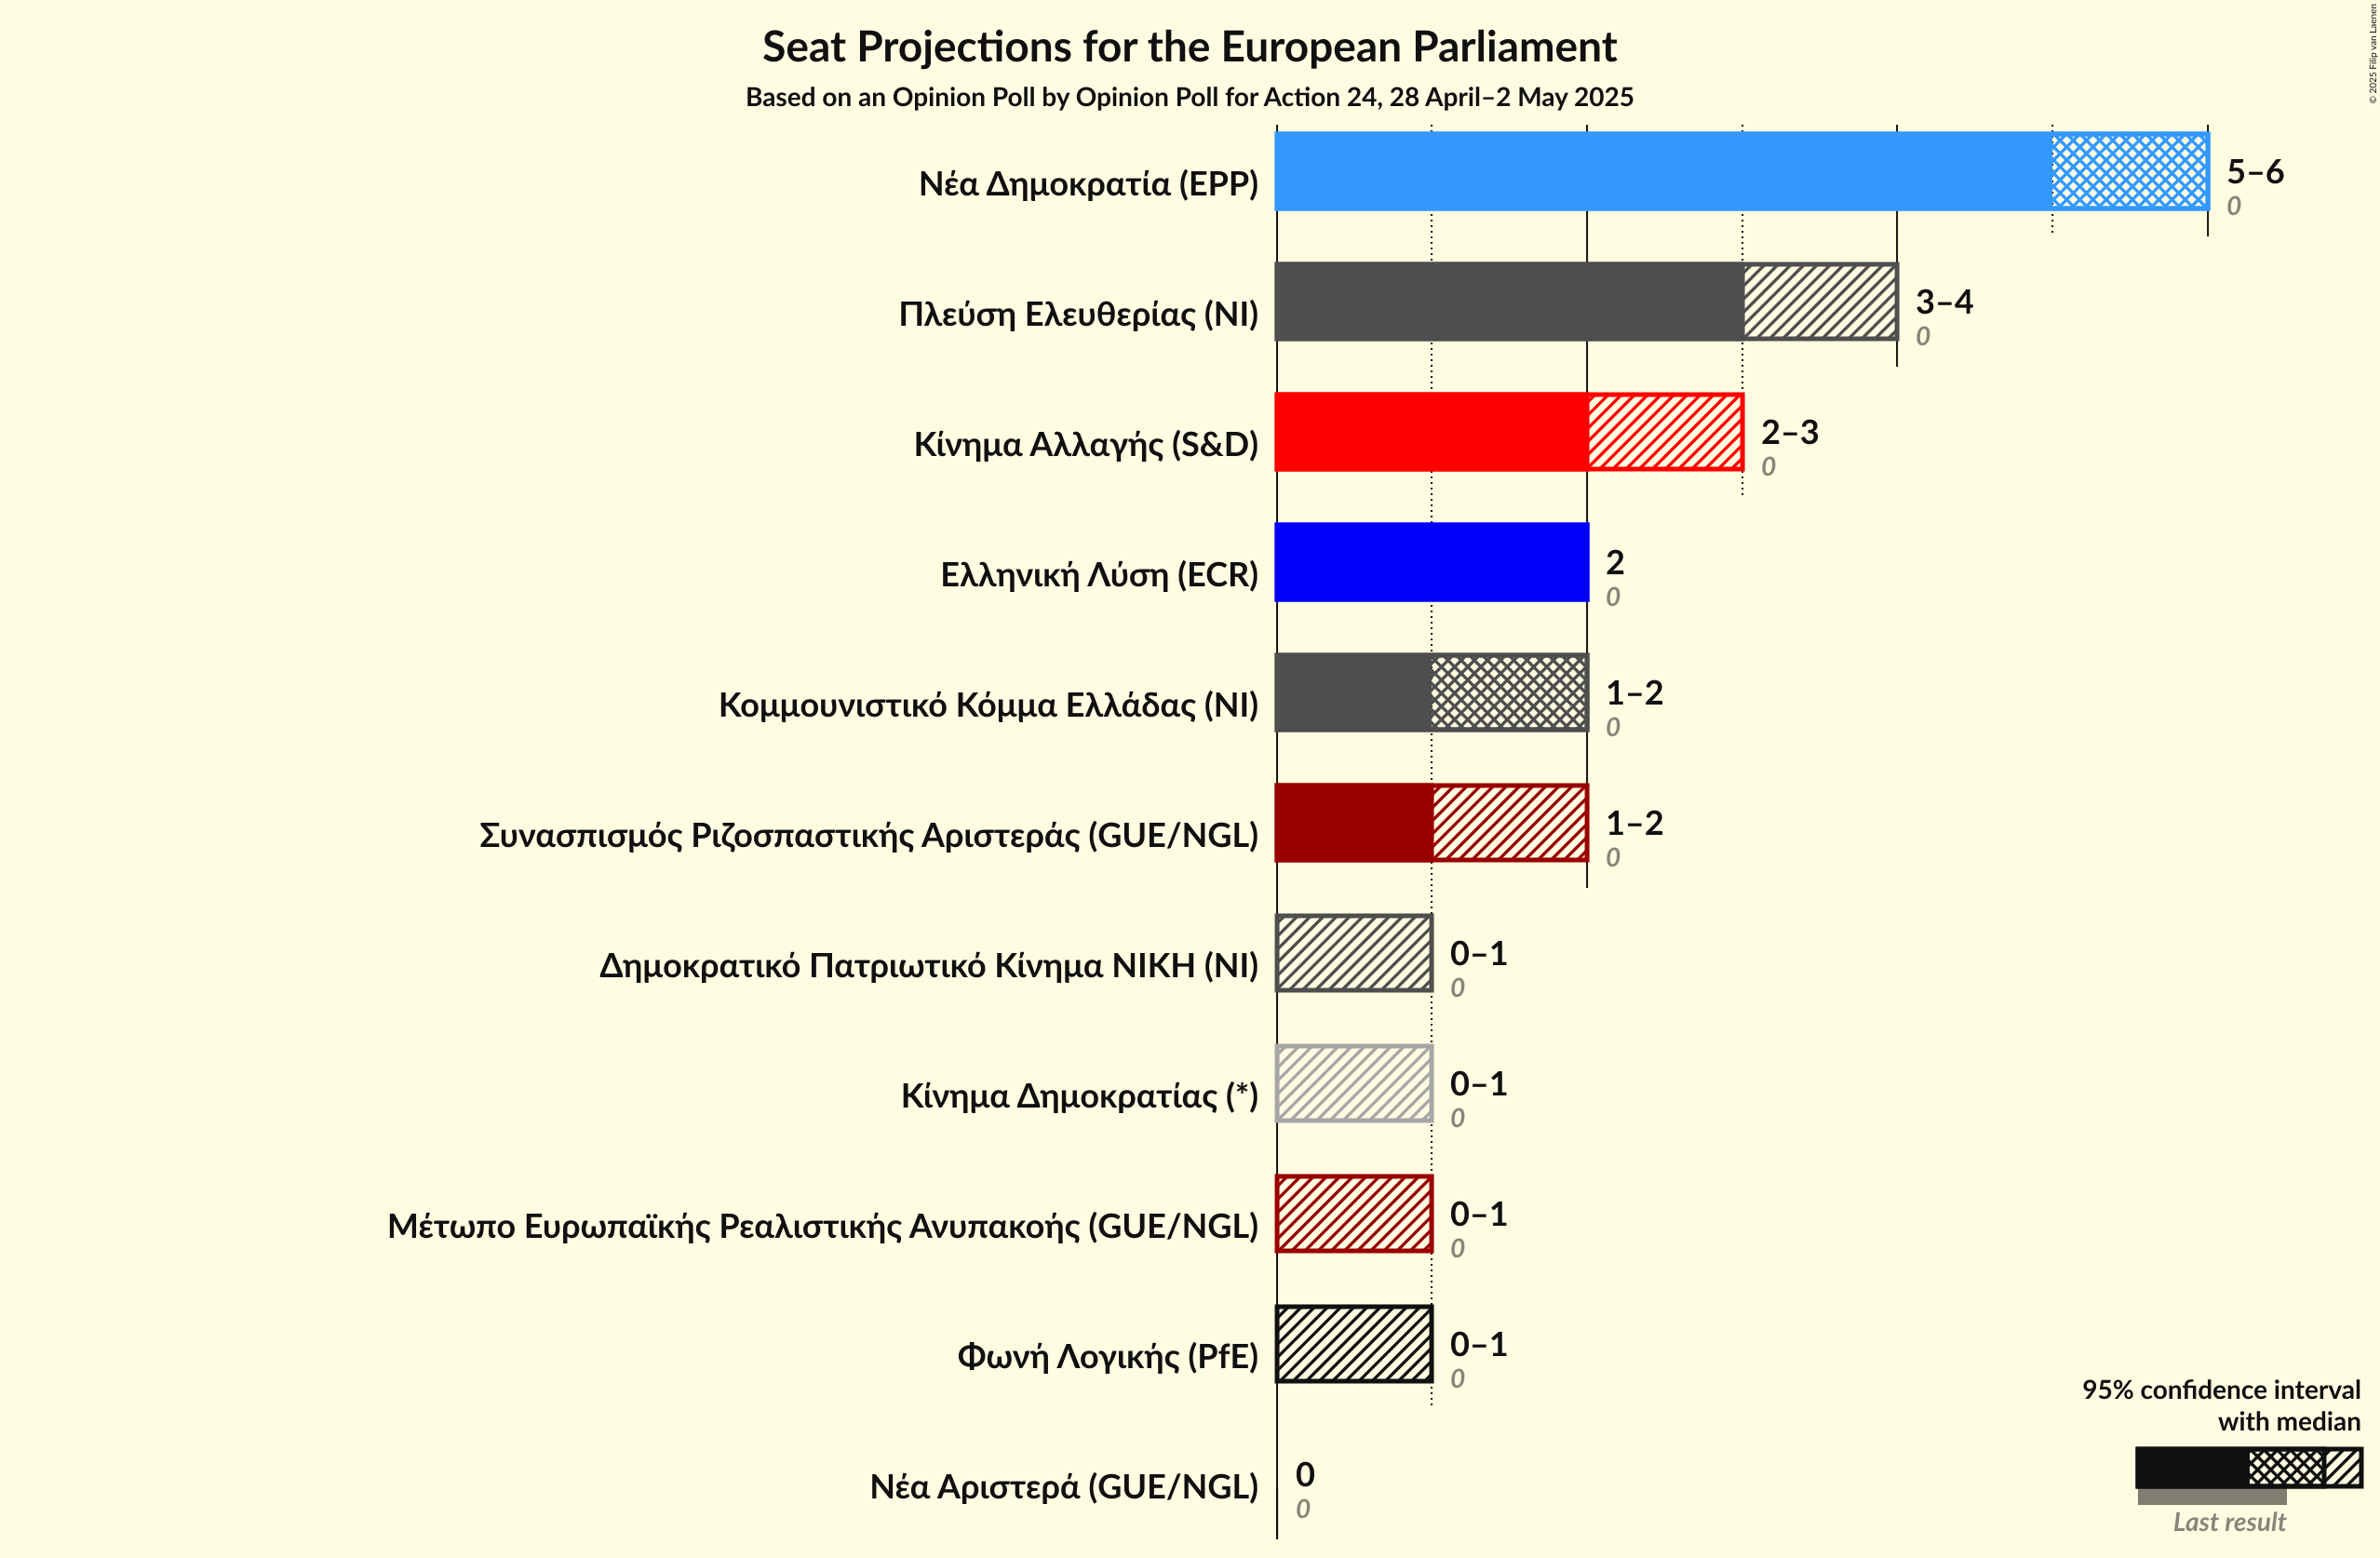 Seat Projections for the European Parliament
Based on an Opinion Poll by Opinion Poll for Action 24, 28 April–2 May 2025
© 2025 Filip van Laenen
Νέα Δημοκρατία (EPP)
5–6
0
Πλεύση Ελευθερίας (NI)
3–4
0
Κίνημα Αλλαγής (S&D)
2–3
0
Ελληνική Λύση (ECR)
2
0
Κομμουνιστικό Κόμμα Ελλάδας (NI)
1–2
0
Συνασπισμός Ριζοσπαστικής Αριστεράς (GUE/NGL)
1–2
0
Δημοκρατικό Πατριωτικό Κίνημα ΝΙΚΗ (NI)
0–1
0
Κίνημα Δημοκρατίας (*)
0–1
0
Μέτωπο Ευρωπαϊκής Ρεαλιστικής Ανυπακοής (GUE/NGL)
0–1
0
Φωνή Λογικής (PfE)
0–1
0
Νέα Αριστερά (GUE/NGL)
0
0
95% confidence interval
with median
Last result